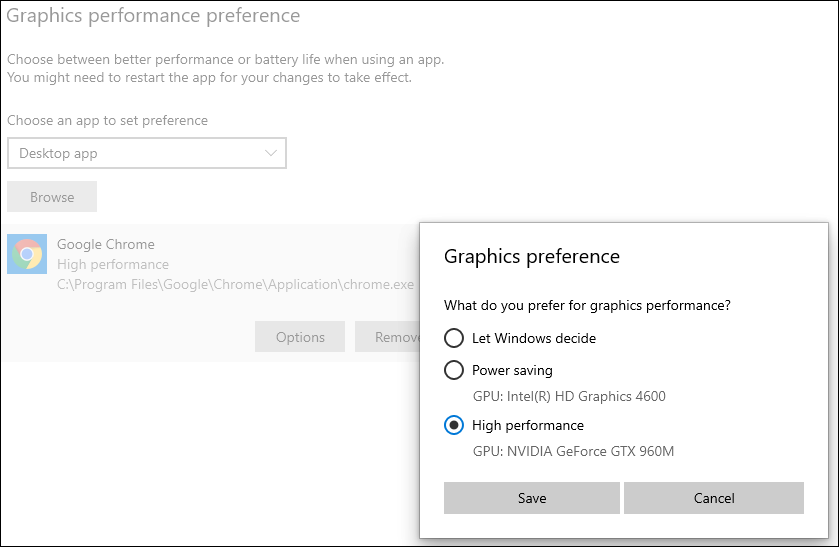 Graphics performance preference
Choose between better performance or battery life when using an app.
You might need to restart the app for your changes to take effect.
Choose an app to set preference
Desktop app
Browse
Google Chrome
High performance
C:\Program Files\Google\Chrome\Application\chrome.exe
Options
Remove
Graphics preference
What do you prefer for graphics performance?
Let Windows decide
Power saving
GPU: Intel(R) HD Graphics 4600
High performance
GPU: NVIDIA GeForce GTX 960M
Save
Cancel